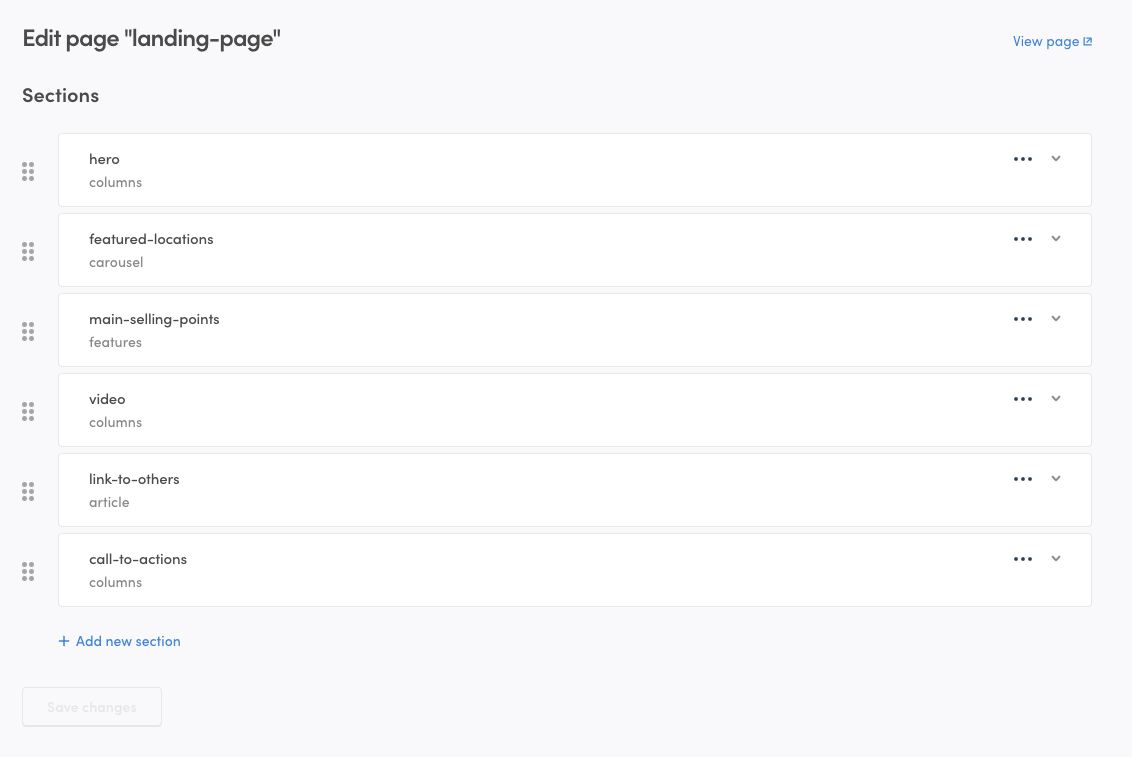 Edit page "landing-page"
View page
Sections
hero
columns
featured-locations
carousel
main-selling-points
features
video
columns
link-to-others
article
call-to-actions
columns
+ Add new section
Save changes